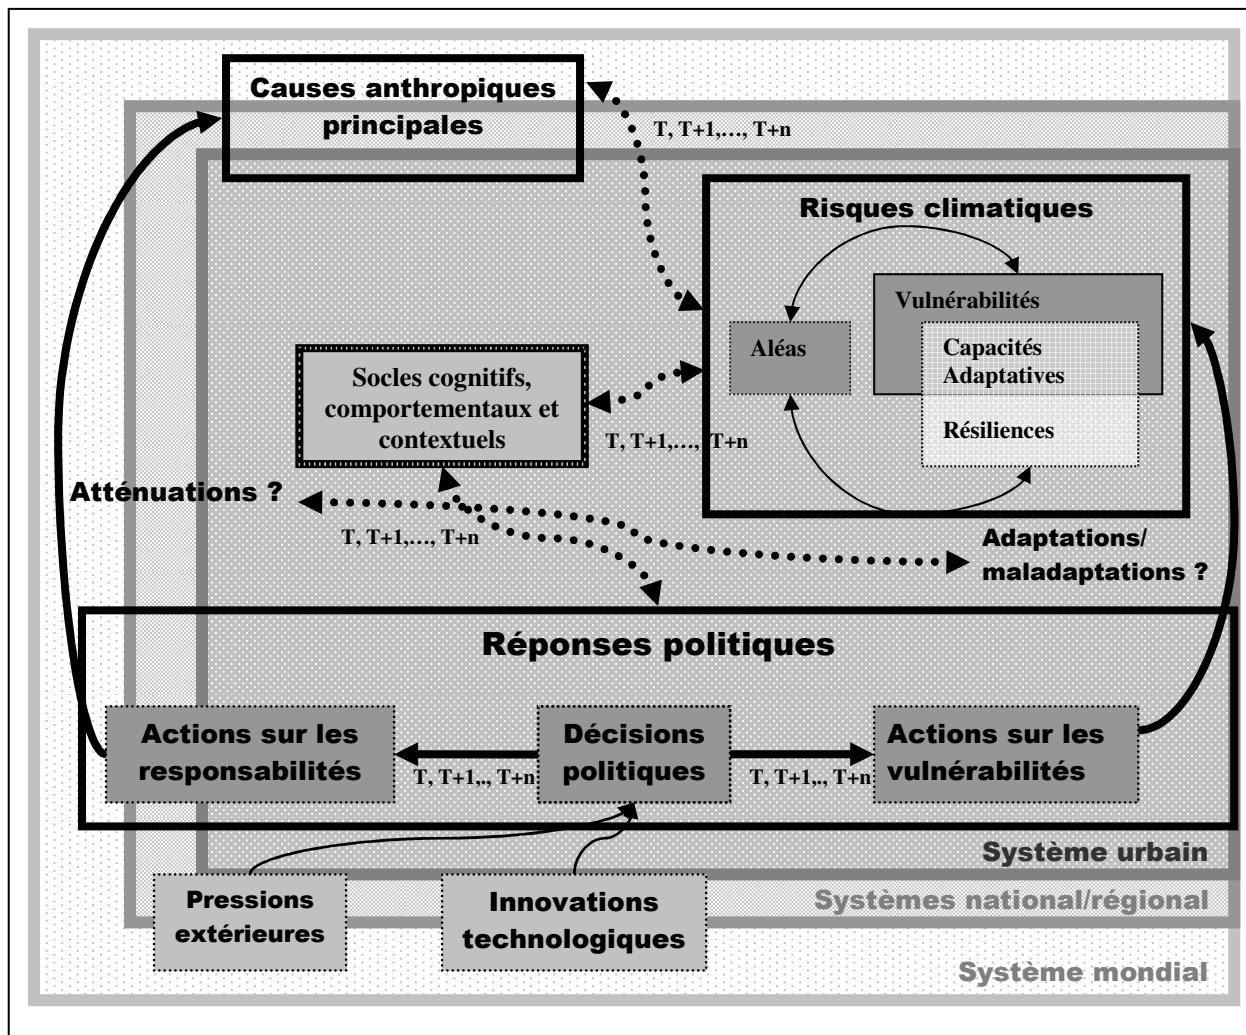 Causes anthropiques
principales
T, T+1,…, T+n
Risques climatiques
Vulnérabilités
Aléas
Capacités
Adaptatives
Résiliences
Socles cognitifs,
comportementaux et
contextuels
T, T+1,…, T+n
Atténuations ?
T, T+1,…, T+n
Adaptations/
maladaptations ?
Réponses politiques
Actions sur les
responsabilités
T, T+1,., T+n
Décisions
politiques
T, T+1,.., T+n
Actions sur les
vulnérabilités
Système urbain
Pressions
extérieures
Innovations
technologiques
Systèmes national/régional
Système mondial